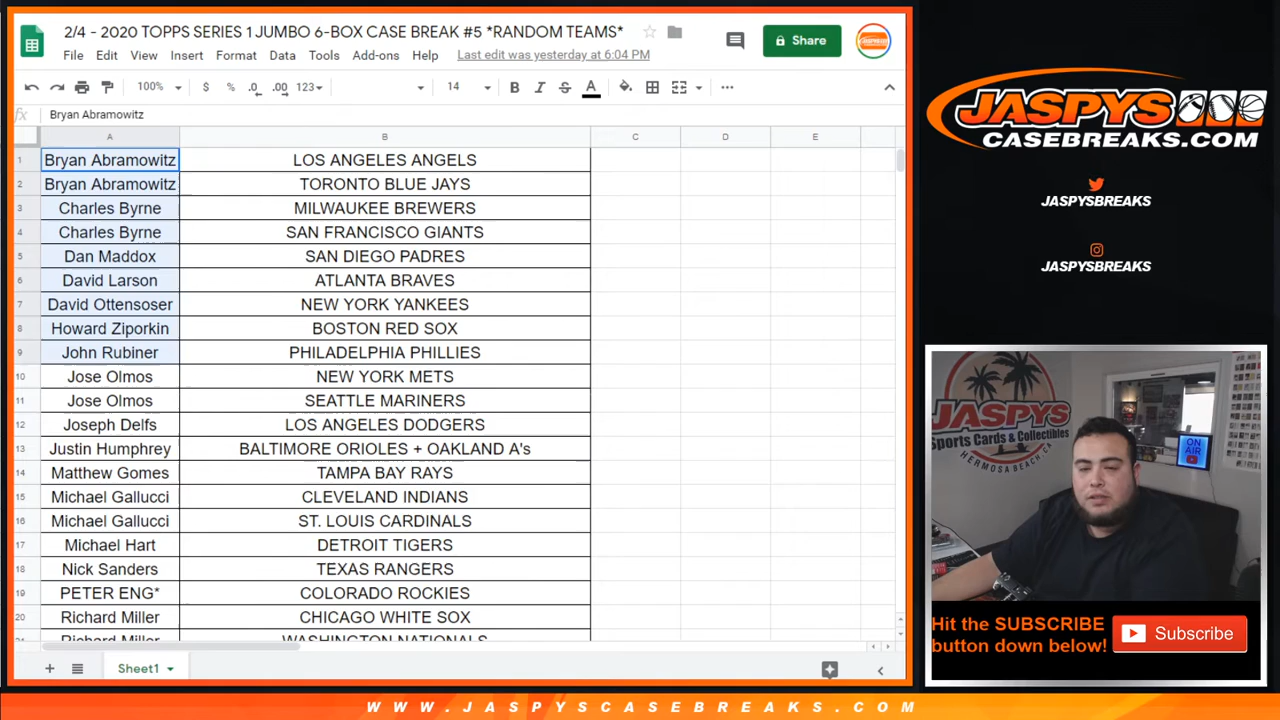 2/4 - 2020 TOPPS SERIES 1 JUMBO 6-BOX CASE BREAK #5 *RANDOM TEAMS*
File Edit View Insert Format Data Tools Add-ons Help Last edit was yesterday at 6:04 PM
Share
100% $ % .0 .00 123 14 B I S A
fx Bryan Abramowitz
A B C D E
1 Bryan Abramowitz LOS ANGELES ANGELS
2 Bryan Abramowitz TORONTO BLUE JAYS
3 Charles Byrne MILWAUKEE BREWERS
4 Charles Byrne SAN FRANCISCO GIANTS
5 Dan Maddox SAN DIEGO PADRES
6 David Larson ATLANTA BRAVES
7 David Ottensoser NEW YORK YANKEES
8 Howard Ziporkin BOSTON RED SOX
9 John Rubiner PHILADELPHIA PHILLIES
10 Jose Olmos NEW YORK METS
11 Jose Olmos SEATTLE MARINERS
12 Joseph Delfs LOS ANGELES DODGERS
13 Justin Humphrey BALTIMORE ORIOLES + OAKLAND A's
14 Matthew Gomes TAMPA BAY RAYS
15 Michael Gallucci CLEVELAND INDIANS
16 Michael Gallucci ST. LOUIS CARDINALS
17 Michael Hart DETROIT TIGERS
18 Nick Sanders TEXAS RANGERS
19 PETER ENG* COLORADO ROCKIES
20 Richard Miller CHICAGO WHITE SOX
Richard Miller WASHINGTON NATIONALS
Sheet1
JASPYS
CASEBREAKS.COM
JASPYSBREAKS
JASPYSBREAKS
JASPYS
Sports Cards & Collectibles
HERMOSA BEACH, CA
ON
AIR
Hit the SUBSCRIBE
button down below!
Subscribe
WWW.JASPYSCASEBREAKS.COM